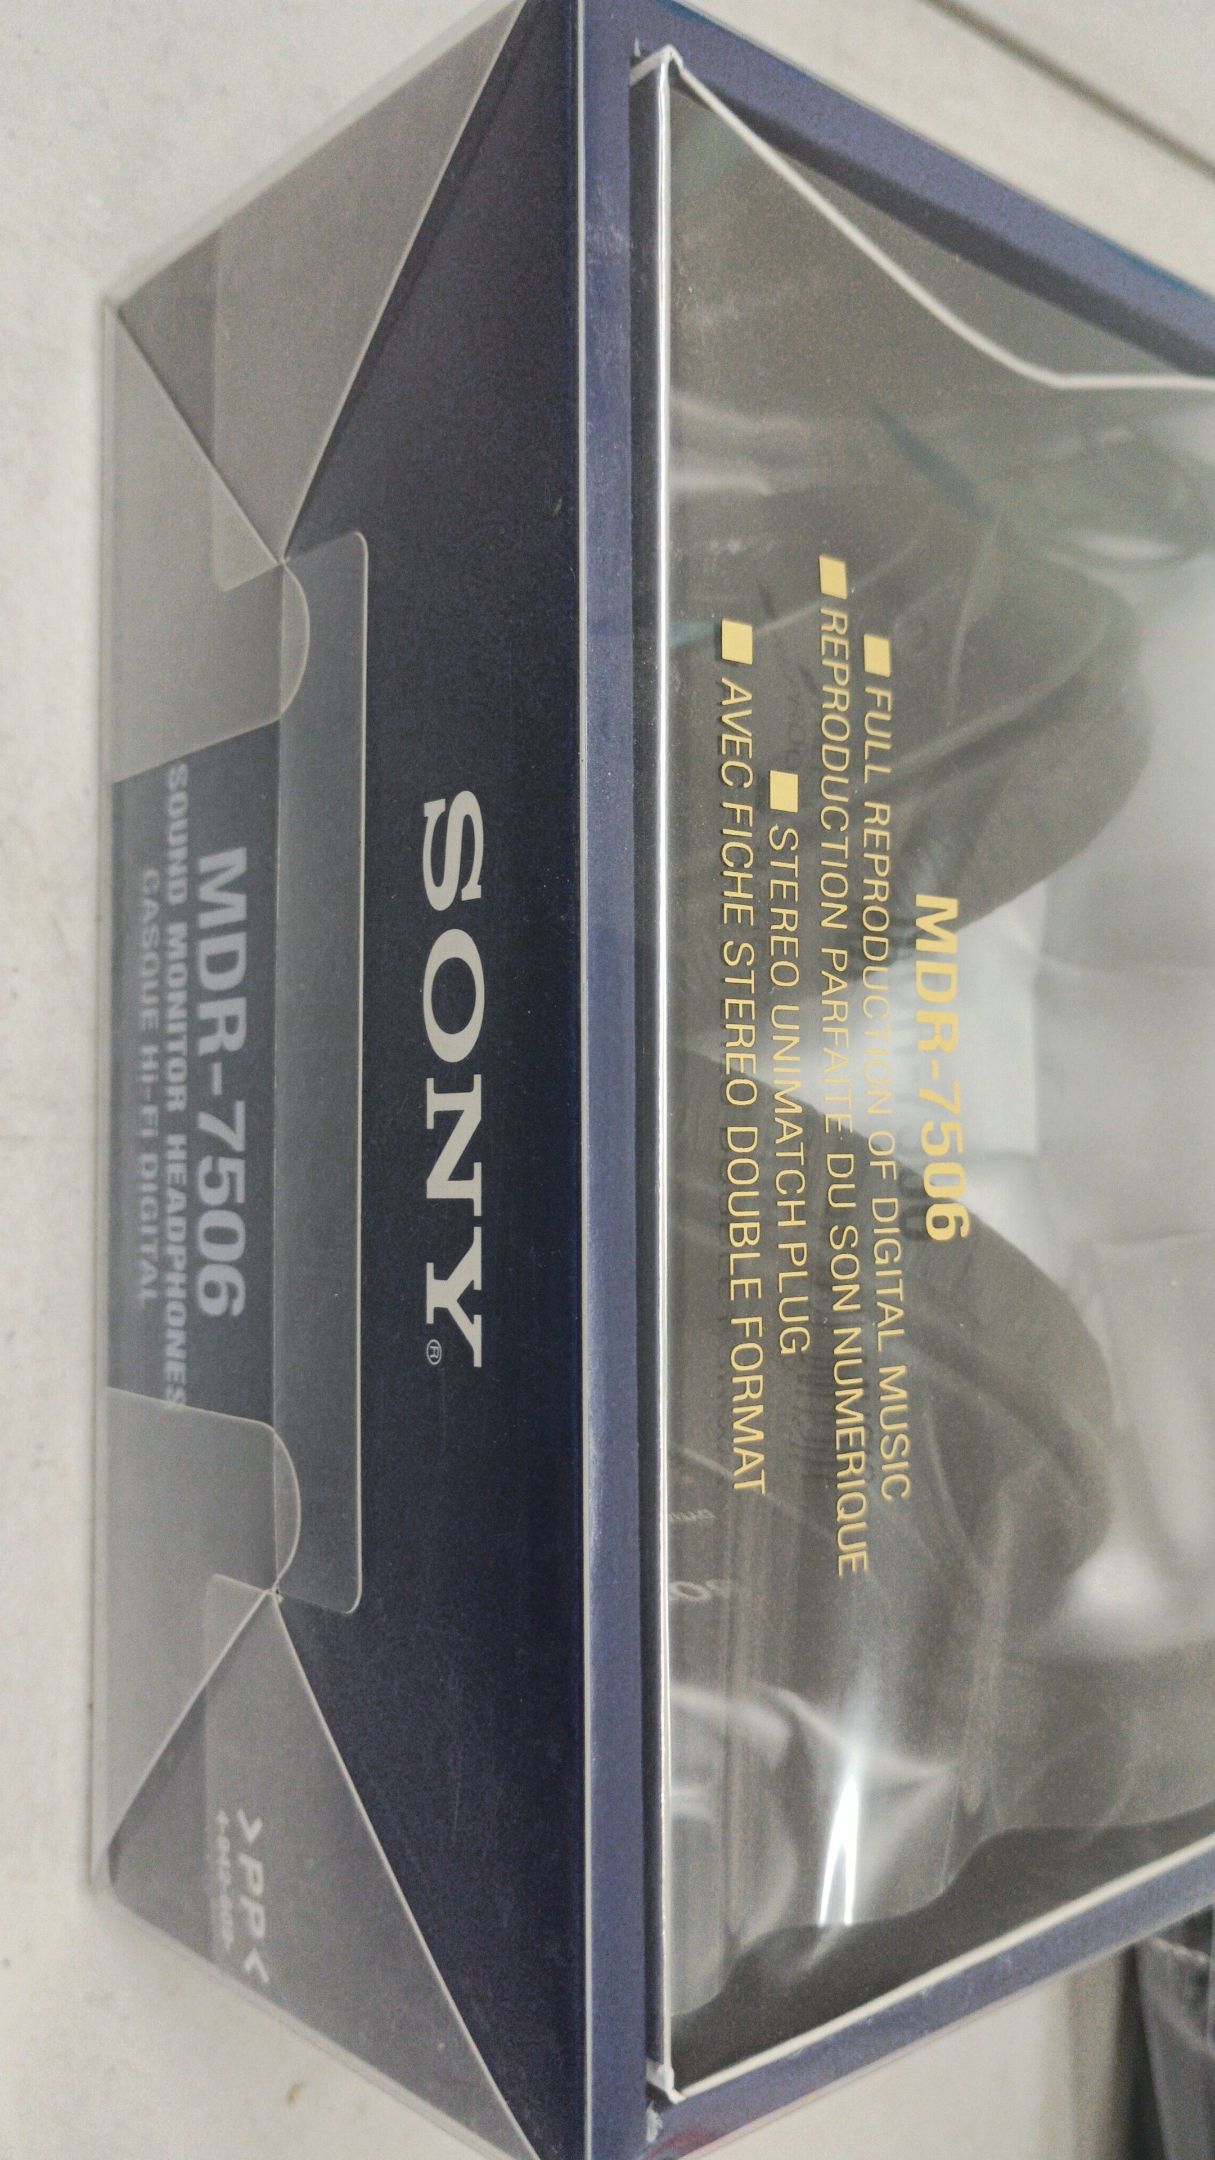 MDR-7506
FULL REPRODUCTION OF DIGITAL MUSIC
REPRODUCTION PARFAITE DU SON NUMERIQUE
STEREO UNIMATCH PLUG
AVEC FICHE STEREO DOUBLE FORMAT
SONY®
MDR-7506
SOUND MONITOR HEADPHONES
CASQUE HI-FI DIGITAL
>PP<